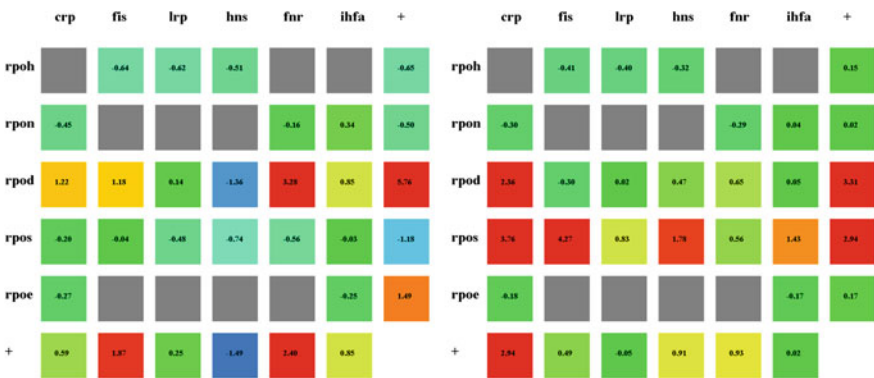 crp fis lrp hns fnr ihfa + crp fis lrp hns fnr ihfa +
rpoh -0.64 -0.62 -0.51 -0.65 rpoh -0.41 -0.40 -0.32 0.15
rpon -0.45 -0.16 0.34 -0.50 rpon -0.30 -0.29 0.04 0.02
rpod 1.22 1.18 0.14 -1.36 3.28 0.85 5.76 rpod 2.36 -0.30 0.02 0.47 0.65 0.05 3.31
rpos -0.20 -0.04 -0.48 -0.74 -0.56 -0.03 -1.18 rpos 3.76 4.27 0.83 1.78 0.56 1.43 2.94
rpoe -0.27 -0.25 1.49 rpoe -0.18 -0.17 0.17
+ 0.59 1.87 0.25 -1.49 2.40 0.85 + 2.94 0.49 -0.05 0.91 0.93 0.02